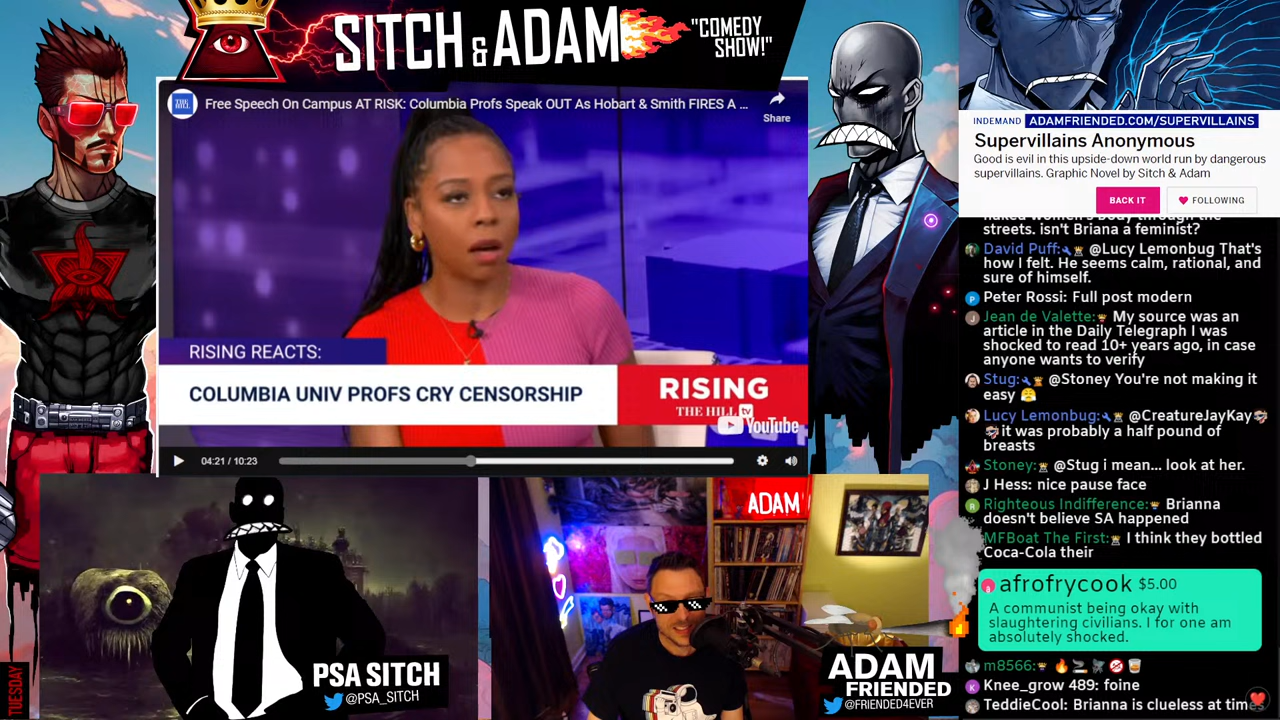 SITCH & ADAM
"COMEDY
SHOW!"
THE HILL
Free Speech On Campus AT RISK: Columbia Profs Speak OUT As Hobart & Smith FIRES A ...
Share
RISING REACTS:
COLUMBIA UNIV PROFS CRY CENSORSHIP
RISING
THE HILL tv
YouTube
04:21 / 10:23
INDEMAND ADAMFRIENDED.COM/SUPERVILLAINS
Supervillains Anonymous
Good is evil in this upside-down world run by dangerous
supervillains. Graphic Novel by Sitch & Adam
BACK IT
FOLLOWING
naked women's body through the
streets. isn't Briana a feminist?
David Puff: @Lucy Lemonbug That's
how I felt. He seems calm, rational, and
sure of himself.
Peter Rossi: Full post modern
Jean de Valette: My source was an
article in the Daily Telegraph I was
shocked to read 10+ years ago, in case
anyone wants to verify
Stug: @Stoney You're not making it
easy 😤
Lucy Lemonbug: @CreatureJayKay
it was probably a half pound of
breasts
Stoney: @Stug i mean... look at her.
J Hess: nice pause face
Righteous Indifference: Brianna
doesn't believe SA happened
MFBoat The First: I think they bottled
Coca-Cola their
afrofrycook $5.00
A communist being okay with
slaughtering civilians. I for one am
absolutely shocked.
m8566:
Knee_grow 489: foine
TeddieCool: Brianna is clueless at times
TUESDAY
PSA SITCH
@PSA_SITCH
ADAM
ADAM
FRIENDED
@FRIENDED4EVER